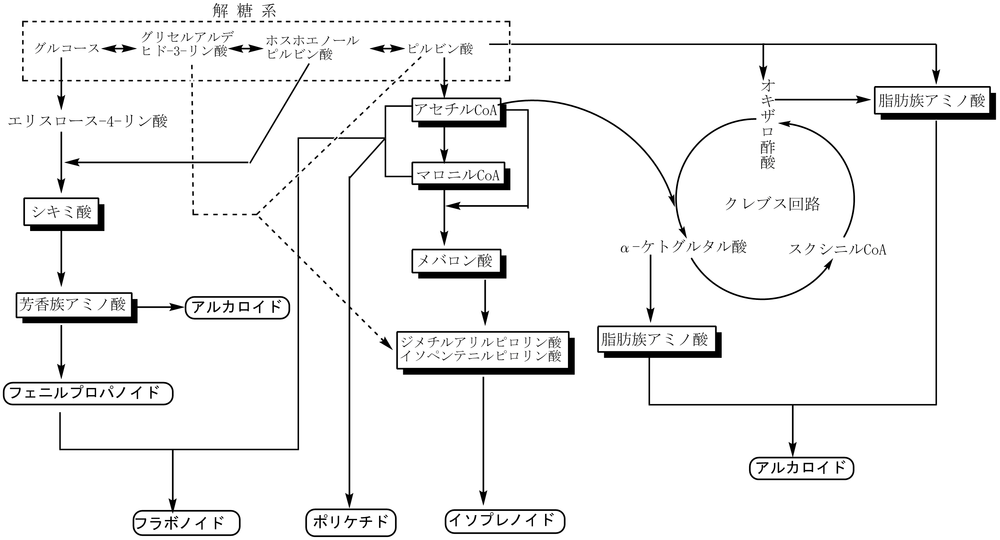 解 糖 系
グルコース
グリセルアルデ
ヒド-3-リン酸
ホスホエノール
ピルビン酸
ピルビン酸
エリスロース-4-リン酸
シキミ酸
芳香族アミノ酸
アルカロイド
フェニルプロパノイド
フラボノイド
アセチルCoA
マロニルCoA
メバロン酸
ジメチルアリルピロリン酸
イソペンテニルピロリン酸
ポリケチド
イソプレノイド
オキザロ酢酸
脂肪族アミノ酸
クレブス回路
α-ケトグルタル酸
スクシニルCoA
脂肪族アミノ酸
アルカロイド